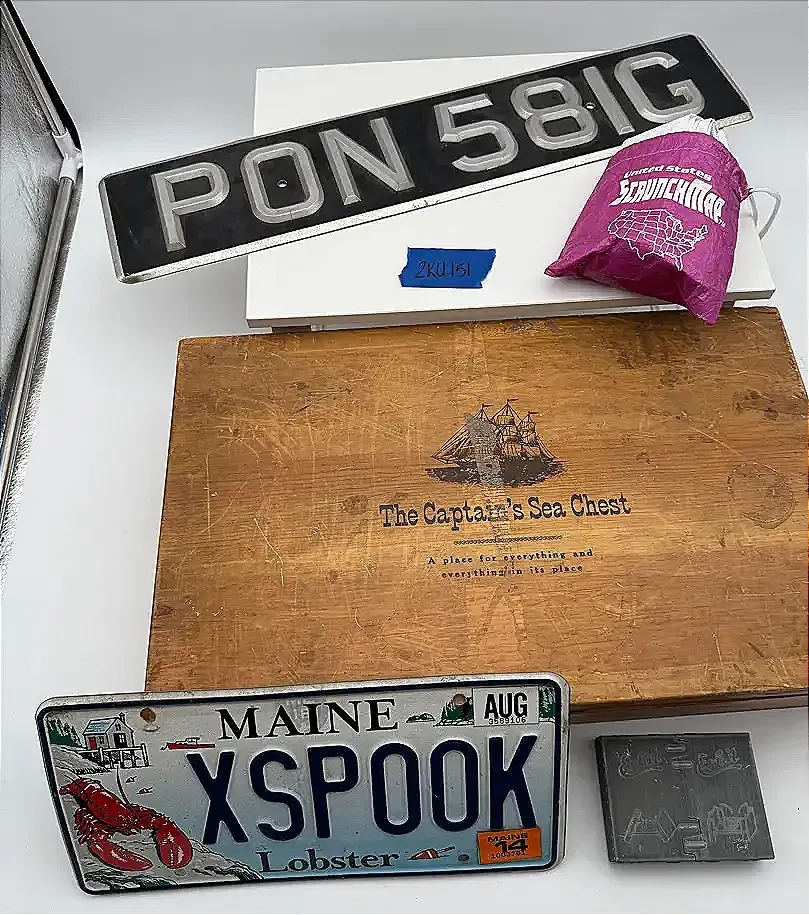 PON 581G
United States
SCRUNCHMAP
2KU151
The Captain's Sea Chest
A place for everything and
everything in its place
MAINE
AUG
XSPOOK
MAINE
'14
Lobster